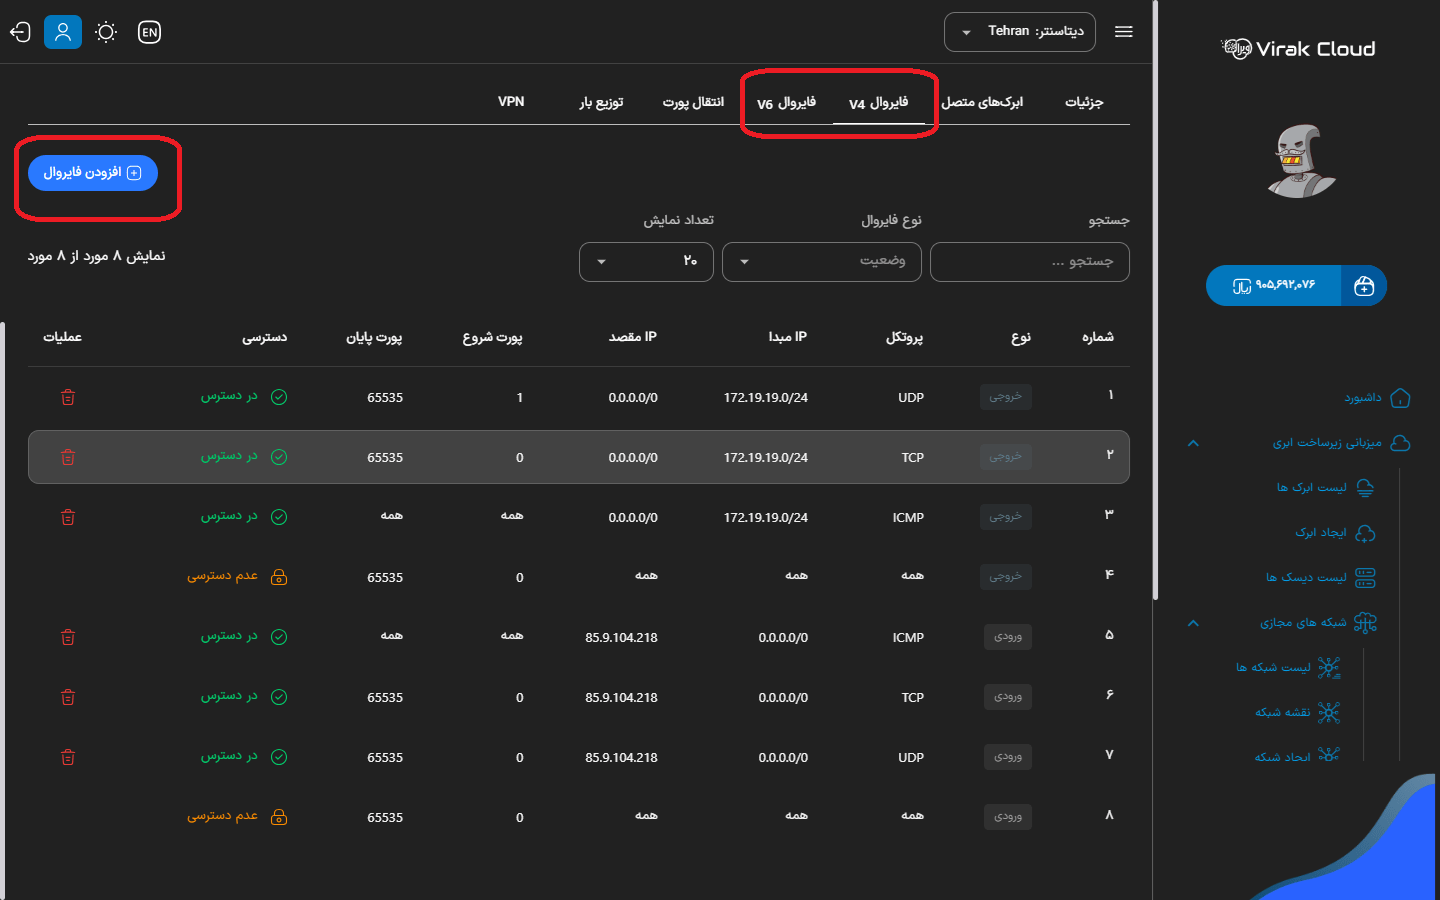 EN
دیتاسنتر: Tehran
Virak Cloud
جزئیات
ابرک‌های متصل
فایروال V4
فایروال V6
انتقال پورت
توزیع بار
VPN
افزودن فایروال
جستجو
نوع فایروال
تعداد نمایش
جستجو ...
وضعیت
۲۰
نمایش ۸ مورد از ۸ مورد
شماره نوع پروتکل IP مبدا IP مقصد پورت شروع پورت پایان دسترسی عملیات
۱ خروجی UDP 172.19.19.0/24 0.0.0.0/0 1 65535 در دسترس
۲ خروجی TCP 172.19.19.0/24 0.0.0.0/0 0 65535 در دسترس
۳ خروجی ICMP 172.19.19.0/24 0.0.0.0/0 همه همه در دسترس
۴ خروجی همه همه همه 0 65535 عدم دسترسی
۵ ورودی ICMP 0.0.0.0/0 85.9.104.218 همه همه در دسترس
۶ ورودی TCP 0.0.0.0/0 85.9.104.218 0 65535 در دسترس
۷ ورودی UDP 0.0.0.0/0 85.9.104.218 0 65535 در دسترس
۸ ورودی همه همه همه 0 65535 عدم دسترسی
۹۰۵,۶۹۲,۰۷۶ ریال
داشبورد
میزبانی زیرساخت ابری
لیست ابرک ها
ایجاد ابرک
لیست دیسک ها
شبکه های مجازی
لیست شبکه ها
نقشه شبکه
ایجاد شبکه